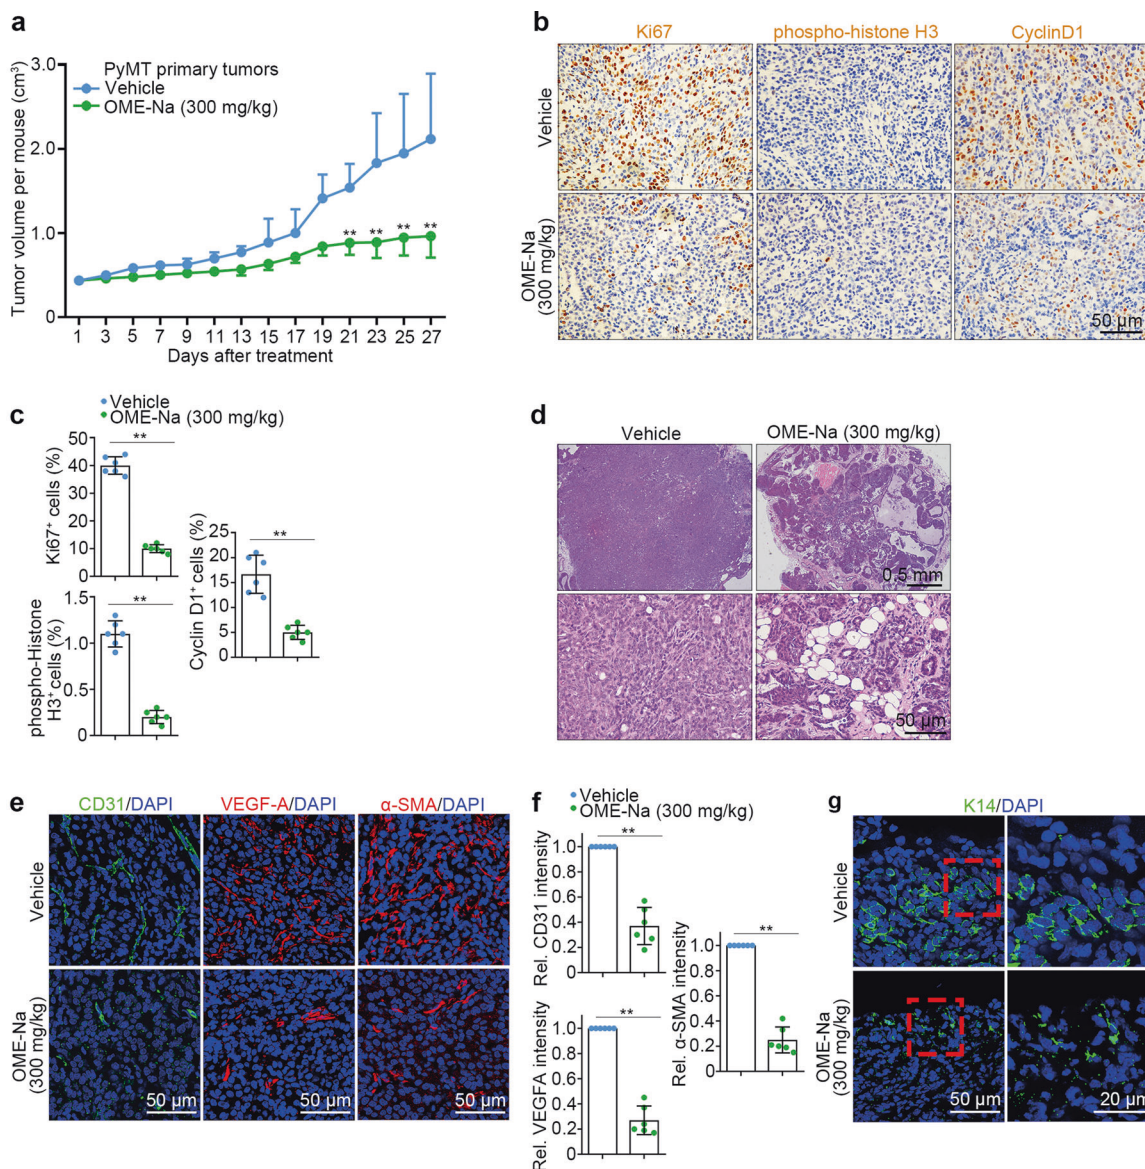 a
Tumor volume per mouse (cm³)
3.0
2.0
1.0
0
PyMT primary tumors
Vehicle
OME-Na (300 mg/kg)
** ** ** **
1 3 5 7 9 11 13 15 17 19 21 23 25 27
Days after treatment
b
Ki67 phospho-histone H3 CyclinD1
Vehicle
OME-Na
(300 mg/kg)
50 µm
c
Vehicle
OME-Na (300 mg/kg)
Ki67⁺ cells (%)
50
40
30
20
10
0
**
phospho-Histone
H3⁺cells (%)
1.5
1.0
0.5
0
**
Cyclin D1⁺ cells (%)
25
20
15
10
5
0
**
d
Vehicle OME-Na (300 mg/kg)
0.5 mm
50 µm
e
CD31/DAPI VEGF-A/DAPI α-SMA/DAPI
Vehicle
OME-Na
(300 mg/kg)
50 µm 50 µm 50 µm
f
Vehicle
OME-Na (300 mg/kg)
Rel. CD31 intensity
1.0
0.8
0.6
0.4
0.2
0
**
Rel. VEGFA intensity
1.0
0.8
0.6
0.4
0.2
0
**
Rel. α-SMA intensity
1.0
0.8
0.6
0.4
0.2
0
**
g
K14/DAPI
Vehicle
OME-Na
(300 mg/kg)
50 µm 20 µm